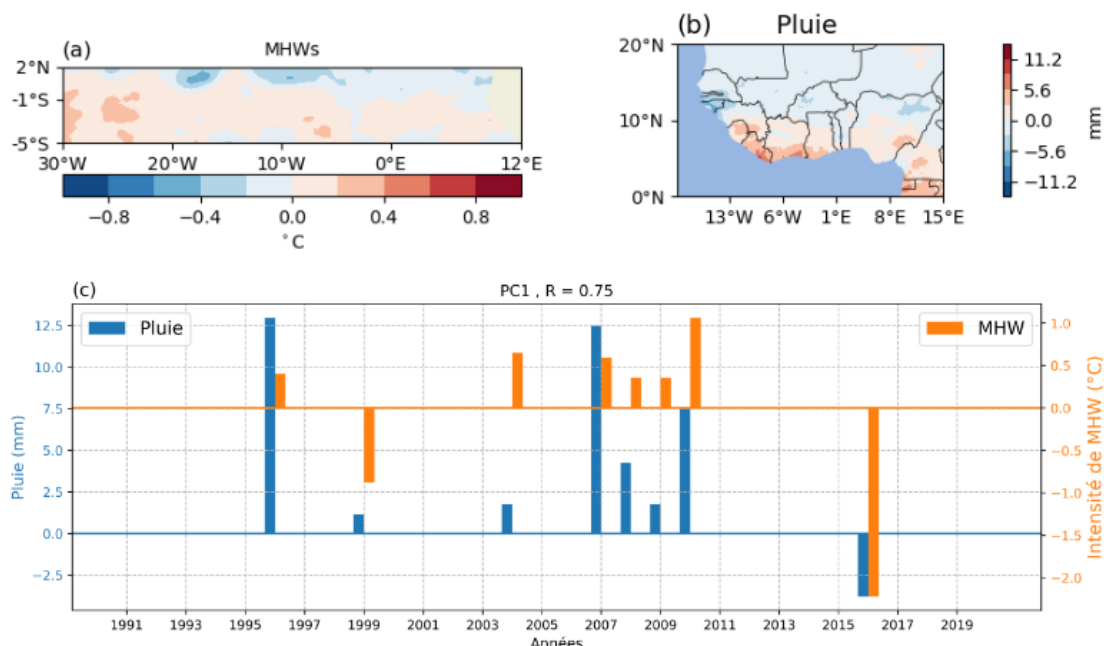 (a)
MHWs
2°N
-1°S
-5°S
30°W 20°W 10°W 0°E 12°E
−0.8 −0.4 0.0 0.4 0.8
°C
(b) Pluie
20°N
10°N
0°N
13°W 6°W 1°E 8°E 15°E
11.2
5.6
0.0
−5.6
−11.2
mm
(c) PC1 , R = 0.75
Pluie
MHW
12.5
10.0
7.5
5.0
2.5
0.0
−2.5
Pluie (mm)
1.0
0.5
0.0
−0.5
−1.0
−1.5
−2.0
Intensité de MHW (°C)
1991 1993 1995 1997 1999 2001 2003 2005 2007 2009 2011 2013 2015 2017 2019
Années